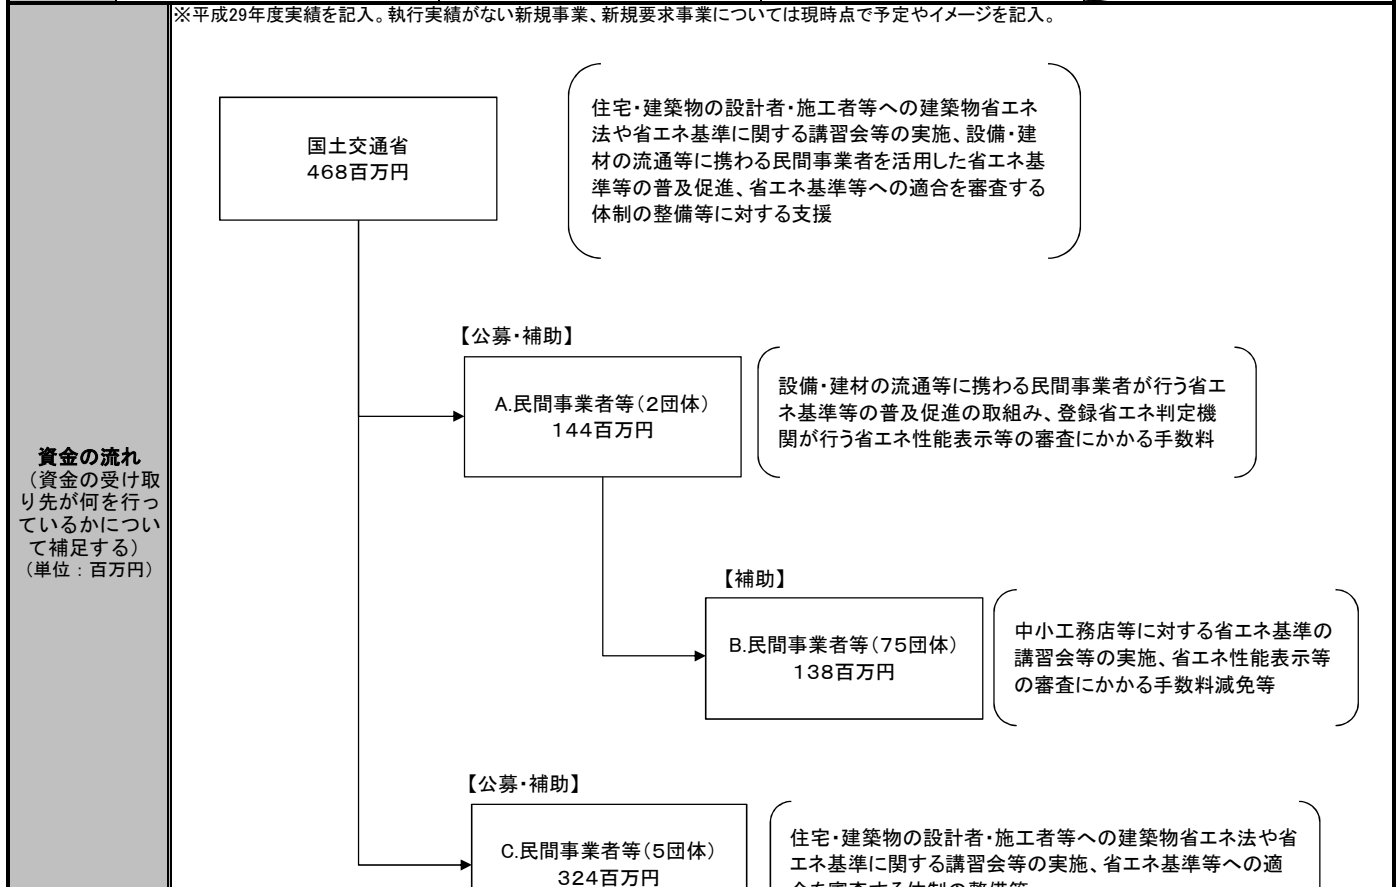 ※平成29年度実績を記入。執行実績がない新規事業、新規要求事業については現時点で予定やイメージを記入。
国土交通省
468百万円
住宅・建築物の設計者・施工者等への建築物省エネ
法や省エネ基準に関する講習会等の実施、設備・建
材の流通等に携わる民間事業者を活用した省エネ基
準等の普及促進、省エネ基準等への適合を審査する
体制の整備等に対する支援
【公募・補助】
A.民間事業者等（2団体）
144百万円
設備・建材の流通等に携わる民間事業者が行う省エ
ネ基準等の普及促進の取組み、登録省エネ判定機
関が行う省エネ性能表示等の審査にかかる手数料
資金の流れ
（資金の受け取
り先が何を行っ
ているかについ
て補足する）
（単位：百万円）
【補助】
B.民間事業者等（75団体）
138百万円
中小工務店等に対する省エネ基準の
講習会等の実施、省エネ性能表示等
の審査にかかる手数料減免等
【公募・補助】
C.民間事業者等（5団体）
324百万円
住宅・建築物の設計者・施工者等への建築物省エネ法や省
エネ基準に関する講習会等の実施、省エネ基準等への適
合を審査する体制の整備等